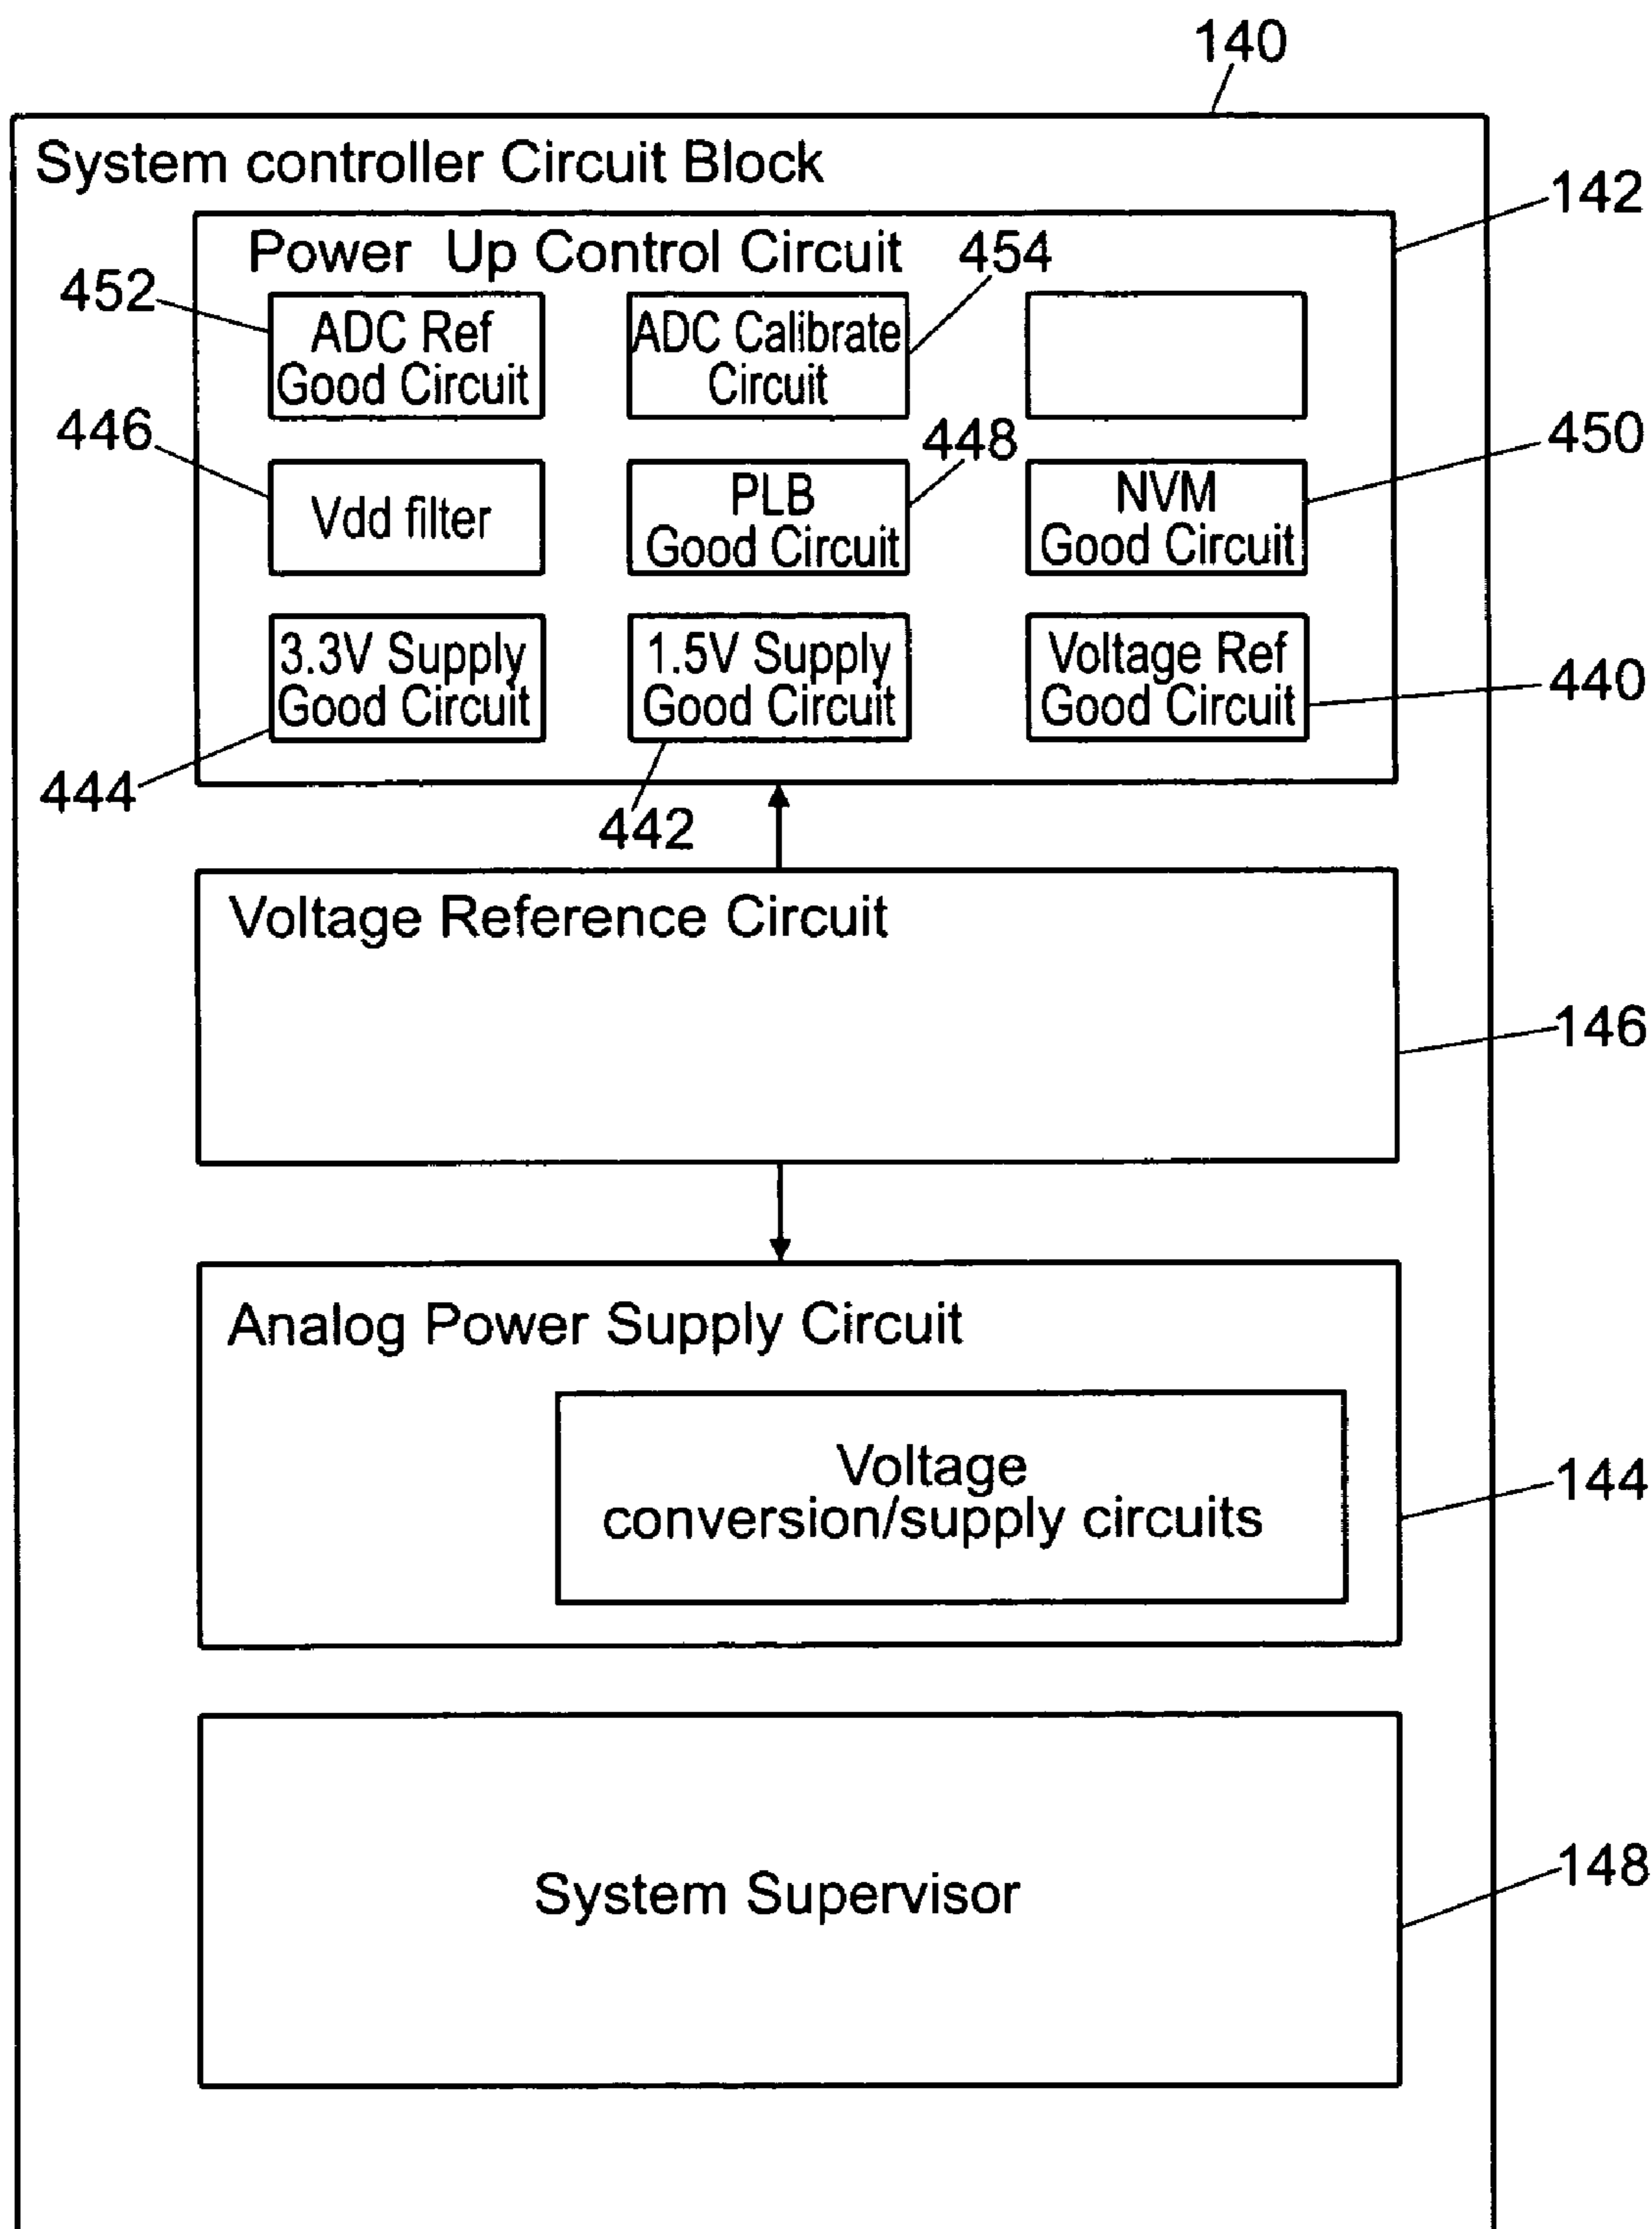 140
System controller Circuit Block
142
Power Up Control Circuit
454
452
ADC Ref
Good Circuit
ADC Calibrate
Circuit
446
448
450
Vdd filter
PLB
Good Circuit
NVM
Good Circuit
3.3V Supply
Good Circuit
1.5V Supply
Good Circuit
Voltage Ref
Good Circuit
440
444
442
Voltage Reference Circuit
146
Analog Power Supply Circuit
Voltage
conversion/supply circuits
144
System Supervisor
148